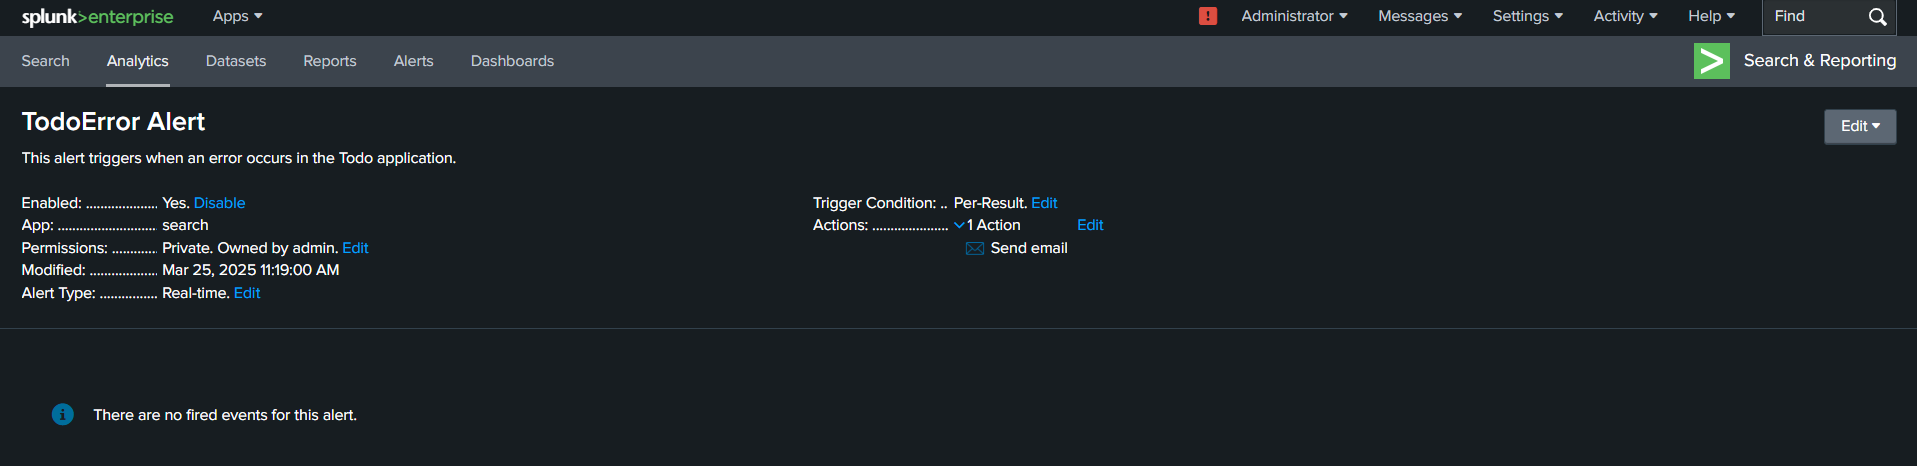 splunk>enterprise Apps Administrator Messages Settings Activity Help Find
Search Analytics Datasets Reports Alerts Dashboards Search & Reporting
TodoError Alert Edit
This alert triggers when an error occurs in the Todo application.
Enabled: .................... Yes. Disable
App: ........................... search
Permissions: ............ Private. Owned by admin. Edit
Modified: ................... Mar 25, 2025 11:19:00 AM
Alert Type: ................ Real-time. Edit
Trigger Condition: .. Per-Result. Edit
Actions: ..................... 1 Action Edit
Send email
There are no fired events for this alert.